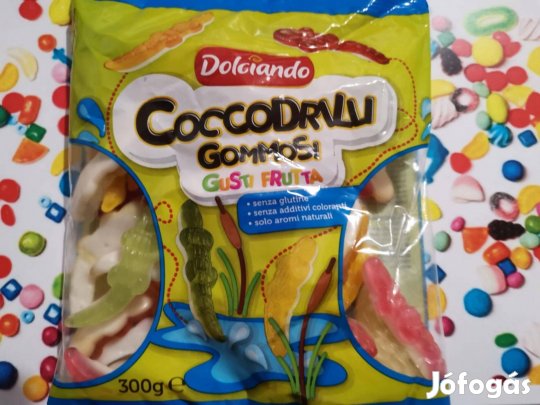 Dolciando
COCCODRILLI
GOMMOSI
GUSTI FRUTTA
• senza glutine
• senza additivi coloranti
• solo aromi naturali
300g ℮
Jófogás